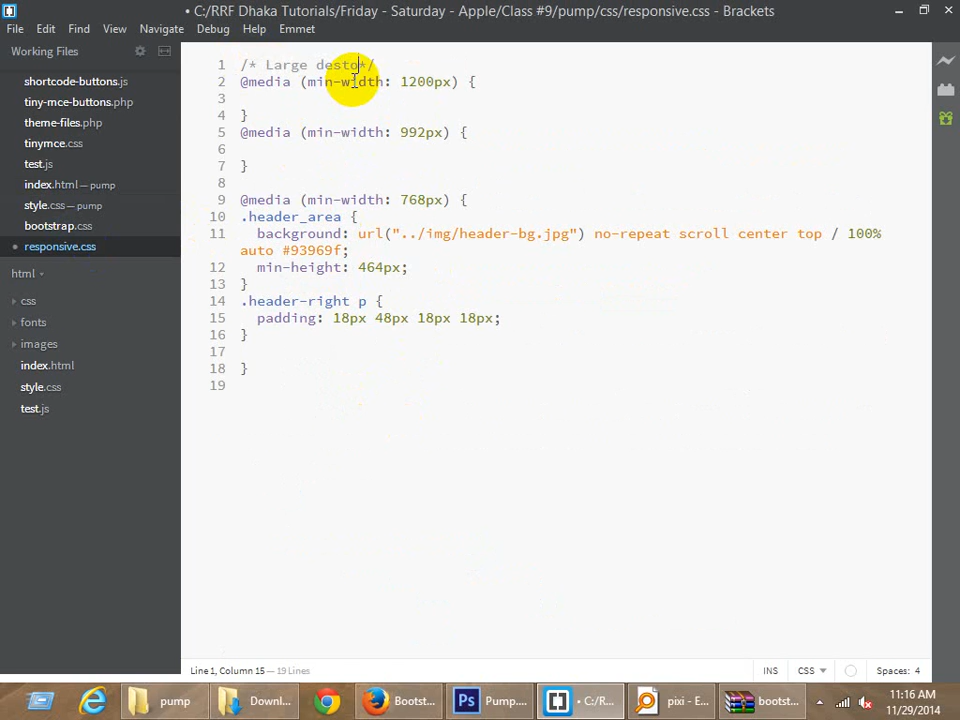 • C:/RRF Dhaka Tutorials/Friday - Saturday - Apple/Class #9/pump/css/responsive.css - Brackets
File Edit Find View Navigate Debug Help Emmet
Working Files
shortcode-buttons.js
tiny-mce-buttons.php
theme-files.php
tinymce.css
test.js
index.html — pump
style.css — pump
bootstrap.css
• responsive.css
html
css
fonts
images
index.html
style.css
test.js
1 /* Large desto*/
2 @media (min-width: 1200px) {
3
4 }
5 @media (min-width: 992px) {
6
7 }
8
9 @media (min-width: 768px) {
10 .header_area {
11 background: url("../img/header-bg.jpg") no-repeat scroll center top / 100%
auto #93969f;
12 min-height: 464px;
13 }
14 .header-right p {
15 padding: 18px 48px 18px 18px;
16 }
17
18 }
19
Line 1, Column 15 — 19 Lines
INS CSS Spaces: 4
pump
Downl...
Bootst...
Ps Pump....
• C:/R...
pixi - E...
bootst...
11:16 AM
11/29/2014